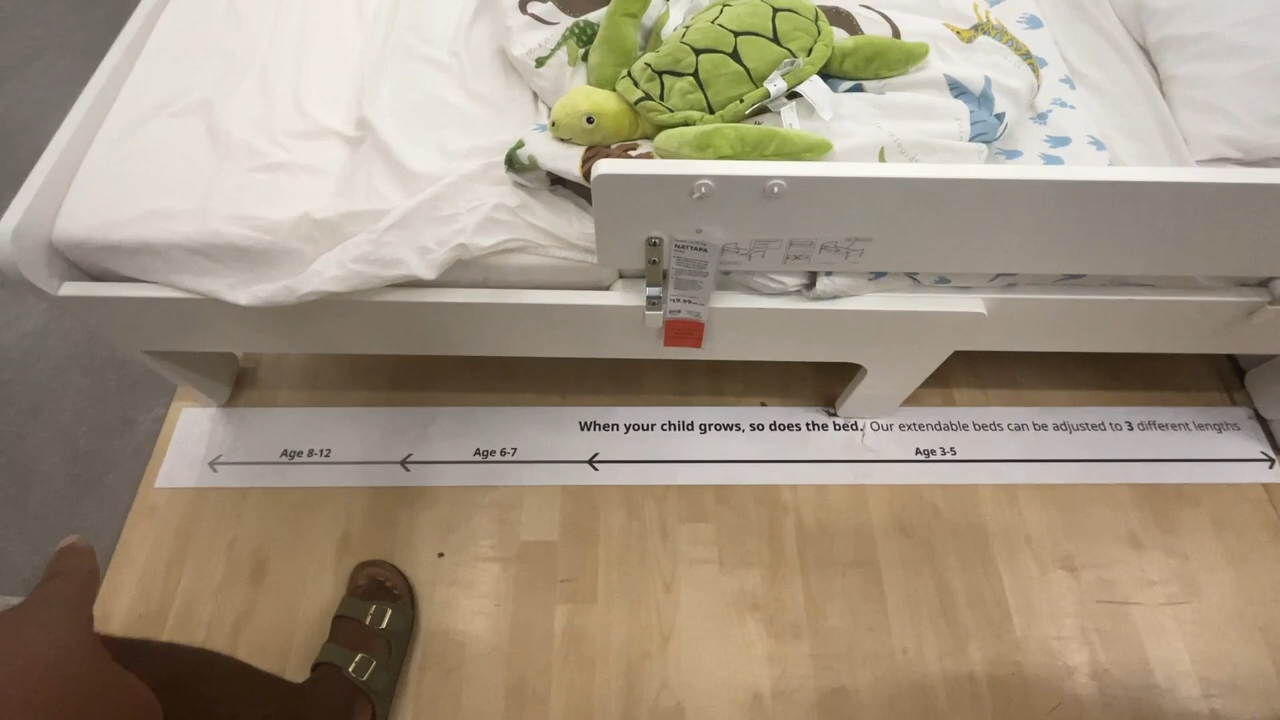 NATTAPA
When your child grows, so does the bed. Our extendable beds can be adjusted to 3 different lengths
Age 8-12
Age 6-7
Age 3-5